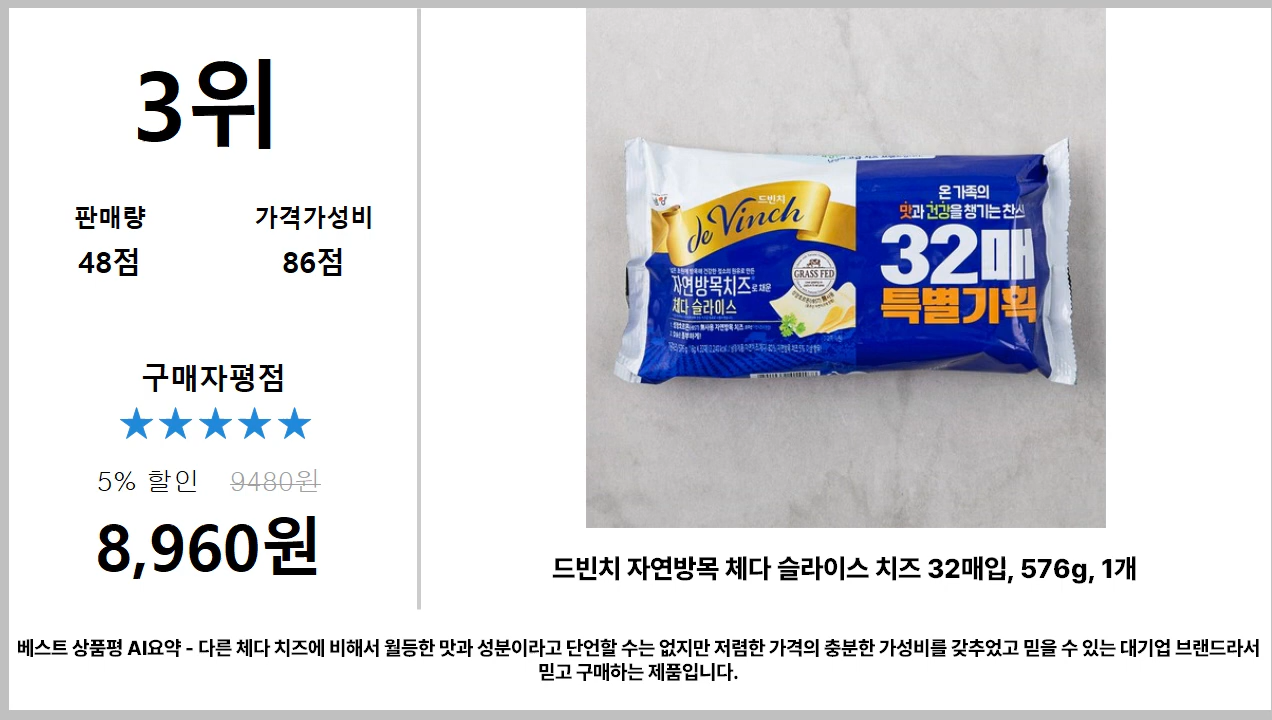 3위
판매량
가격가성비
48점
86점
구매자평점
★★★★★
5% 할인
9480원
8,960원
드빈치
de Vinch
GRASS FED
자연방목치즈로 채운
체다 슬라이스
온 가족의
맛과 건강을 챙기는 찬스
32매
특별기획
드빈치 자연방목 체다 슬라이스 치즈 32매입, 576g, 1개
베스트 상품평 AI요약 - 다른 체다 치즈에 비해서 월등한 맛과 성분이라고 단언할 수는 없지만 저렴한 가격의 충분한 가성비를 갖추었고 믿을 수 있는 대기업 브랜드라서
믿고 구매하는 제품입니다.